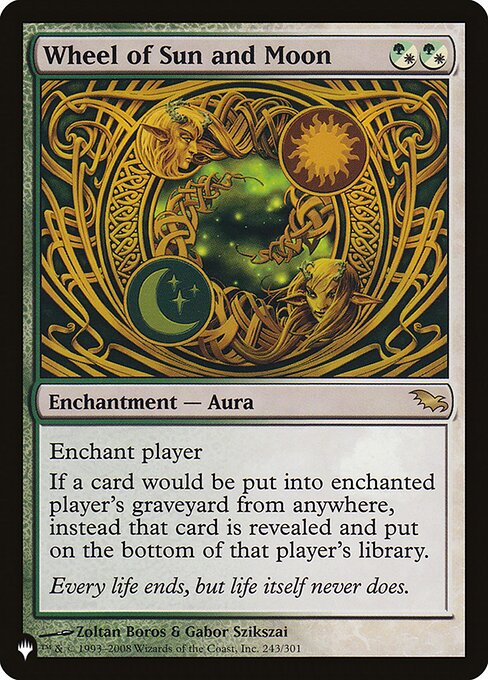 Wheel of Sun and Moon
Enchantment — Aura
Enchant player
If a card would be put into enchanted
player's graveyard from anywhere,
instead that card is revealed and put
on the bottom of that player's library.
Every life ends, but life itself never does.
Zoltan Boros & Gabor Szikszai
™ & © 1993–2008 Wizards of the Coast, Inc. 243/301